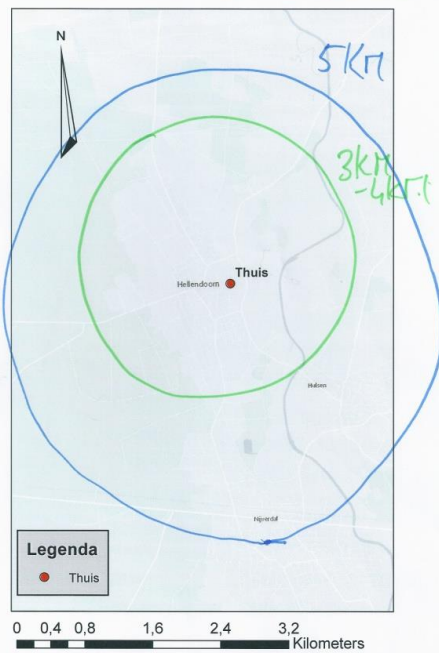 N
5KM
3KM
-4KM
Thuis
Hellendoorn
Hulsen
Nijverdal
Legenda
Thuis
0 0,4 0,8 1,6 2,4 3,2
Kilometers